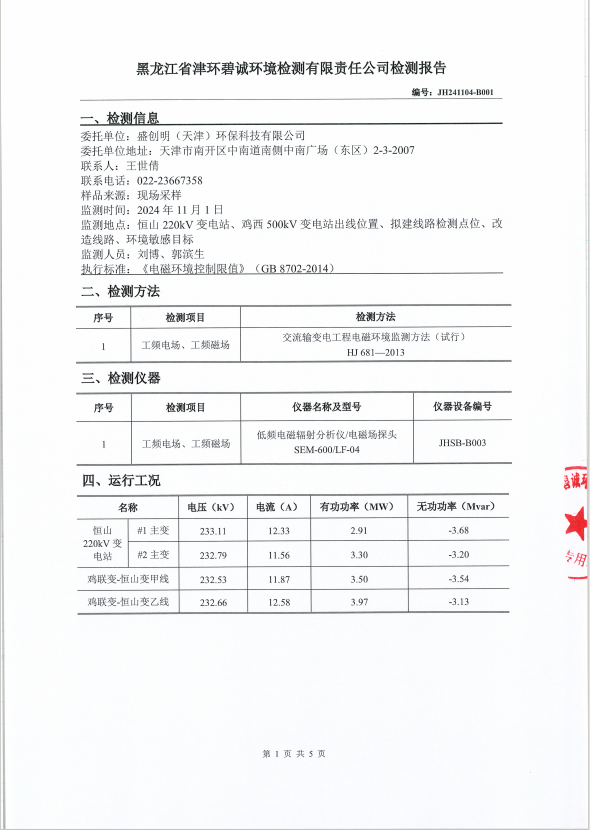 黑龙江省津环碧诚环境检测有限责任公司检测报告
编号：JH241104-B001
一、检测信息
委托单位：盛创明（天津）环保科技有限公司
委托单位地址：天津市南开区中南道南侧中南广场（东区）2-3-2007
联系人：王世倩
联系电话：022-23667358
样品来源：现场采样
监测时间：2024 年 11 月 1 日
监测地点：恒山 220kV 变电站、鸡西 500kV 变电站出线位置、拟建线路检测点位、改
造线路、环境敏感目标
监测人员：刘博、郭滨生
执行标准：《电磁环境控制限值》（GB 8702-2014）
二、检测方法
序号 检测项目 检测方法
1 工频电场、工频磁场 交流输变电工程电磁环境监测方法（试行）
HJ 681—2013
三、检测仪器
序号 检测项目 仪器名称及型号 仪器设备编号
1 工频电场、工频磁场 低频电磁辐射分析仪/电磁场探头
SEM-600/LF-04 JHSB-B003
四、运行工况
名称 电压（kV） 电流（A） 有功功率（MW） 无功功率（Mvar）
恒山
220kV 变
电站
#1 主变 233.11 12.33 2.91 -3.68
#2 主变 232.79 11.56 3.30 -3.20
鸡联变-恒山变甲线 232.53 11.87 3.50 -3.54
鸡联变-恒山变乙线 232.66 12.58 3.97 -3.13
碧诚环
专用
第 1 页 共 5 页